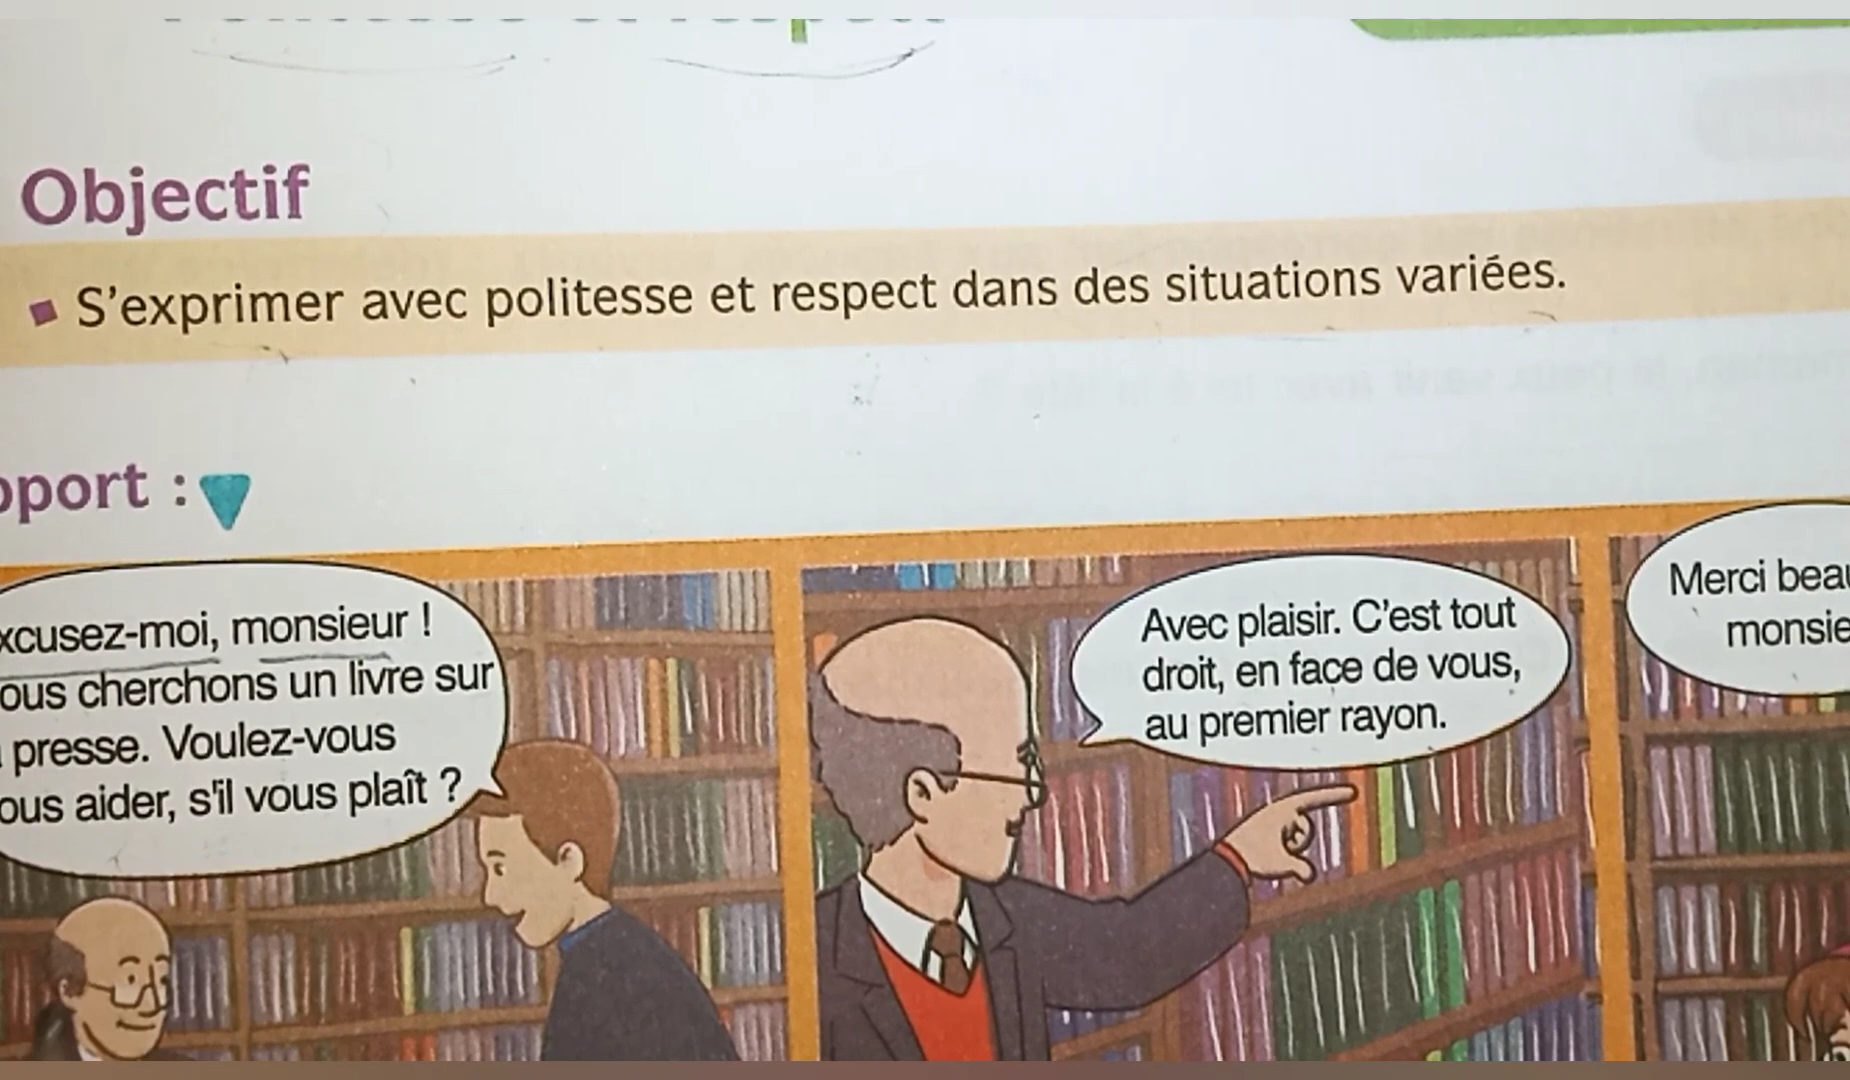 Objectif
S'exprimer avec politesse et respect dans des situations variées.
pport :
xcusez-moi, monsieur !
ous cherchons un livre sur
presse. Voulez-vous
ous aider, s'il vous plaît ?
Avec plaisir. C'est tout
droit, en face de vous,
au premier rayon.
Merci beau
monsie